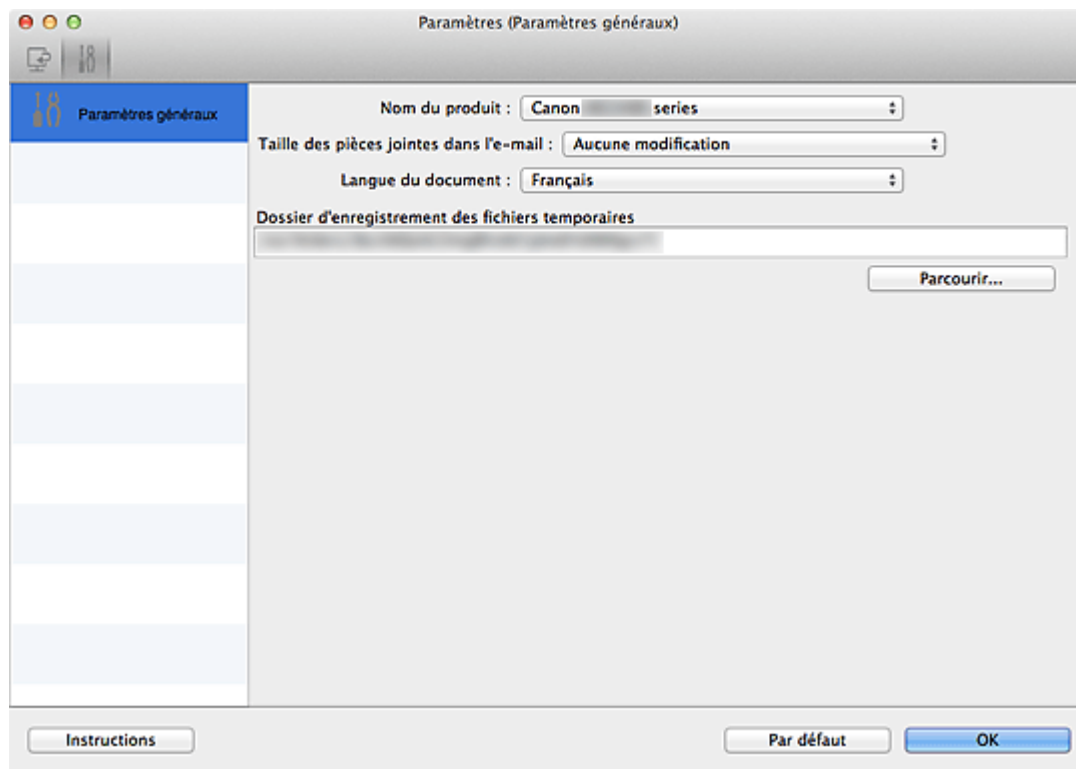 Paramètres (Paramètres généraux)
Paramètres généraux
Nom du produit : Canon series
Taille des pièces jointes dans l'e-mail : Aucune modification
Langue du document : Français
Dossier d'enregistrement des fichiers temporaires
Parcourir...
Instructions
Par défaut
OK